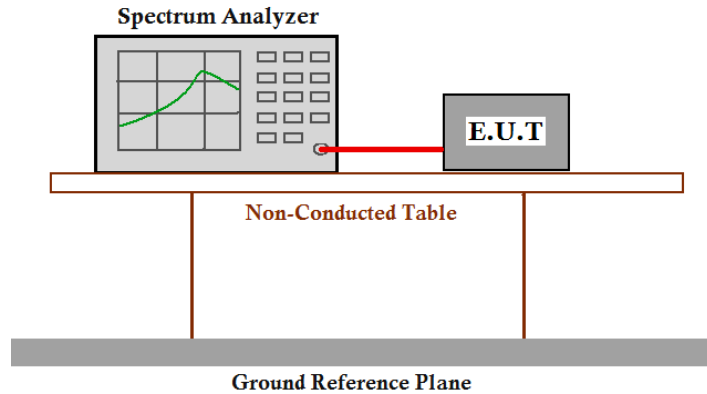 Spectrum Analyzer
E.U.T
Non-Conducted Table
Ground Reference Plane